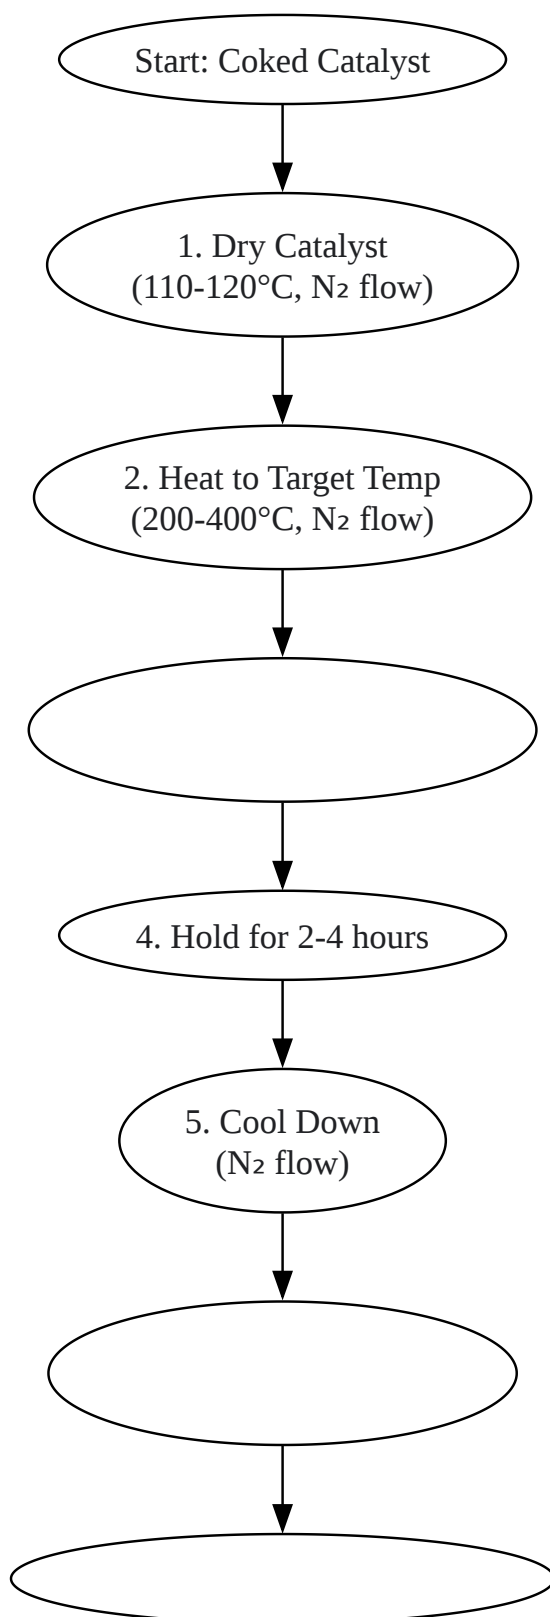 Start: Coked Catalyst
1. Dry Catalyst
(110-120°C, N₂ flow)
2. Heat to Target Temp
(200-400°C, N₂ flow)
4. Hold for 2-4 hours
5. Cool Down
(N₂ flow)